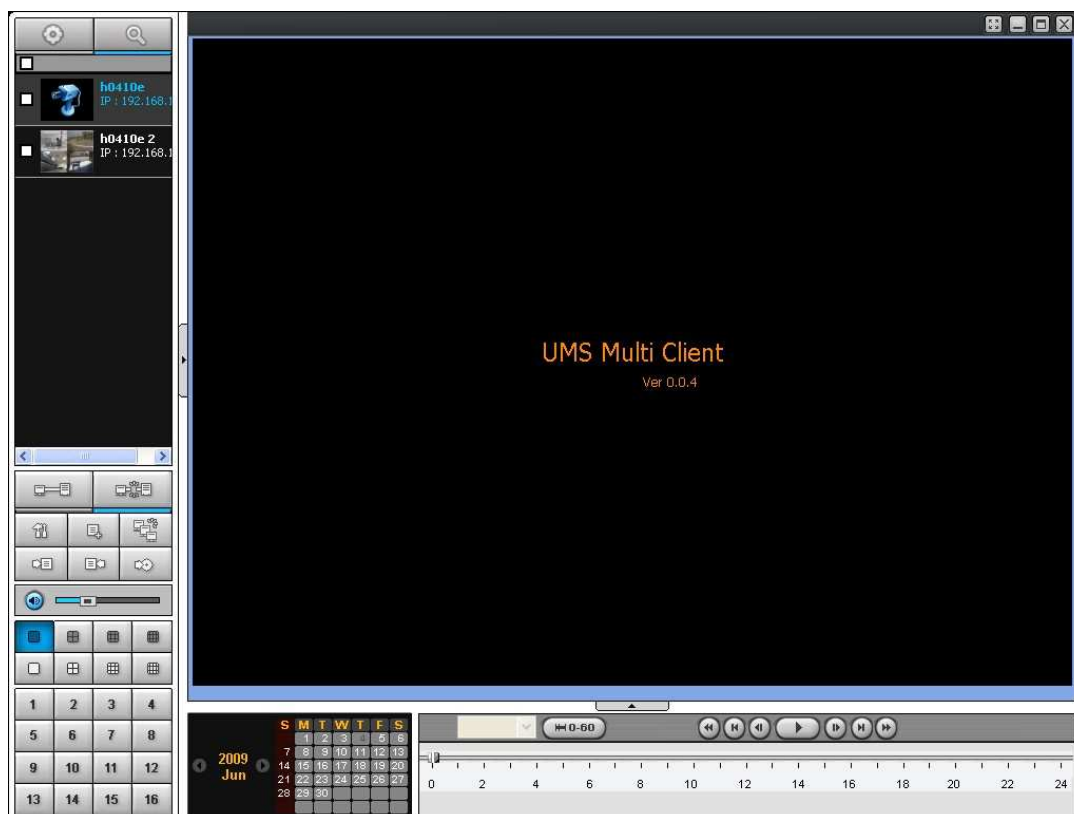 h0410e
IP : 192.168.1
h0410e 2
IP : 192.168.1
UMS Multi Client
Ver 0.0.4
1 2 3 4
5 6 7 8
9 10 11 12
13 14 15 16
2009
Jun
S M T W T F S
1 2 3 4 5 6
7 8 9 10 11 12 13
14 15 16 17 18 19 20
21 22 23 24 25 26 27
28 29 30
0-60
0 2 4 6 8 10 12 14 16 18 20 22 24